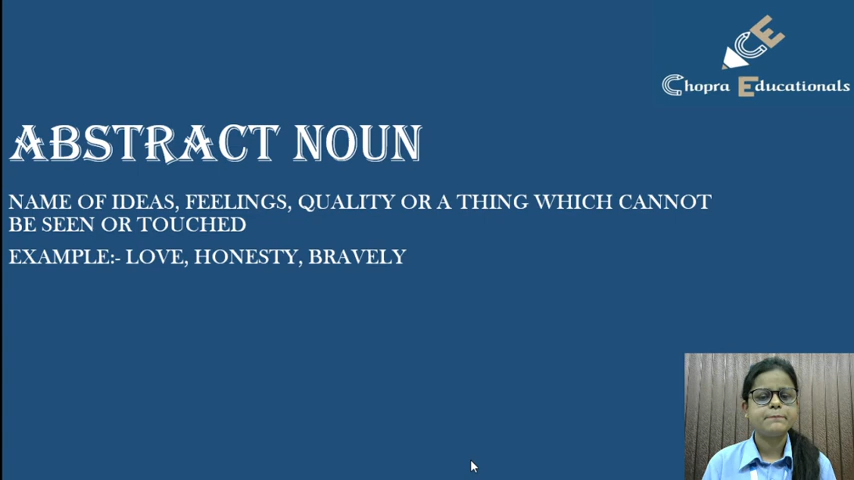 Chopra Educationals
ABSTRACT NOUN
NAME OF IDEAS, FEELINGS, QUALITY OR A THING WHICH CANNOT
BE SEEN OR TOUCHED
EXAMPLE:- LOVE, HONESTY, BRAVELY